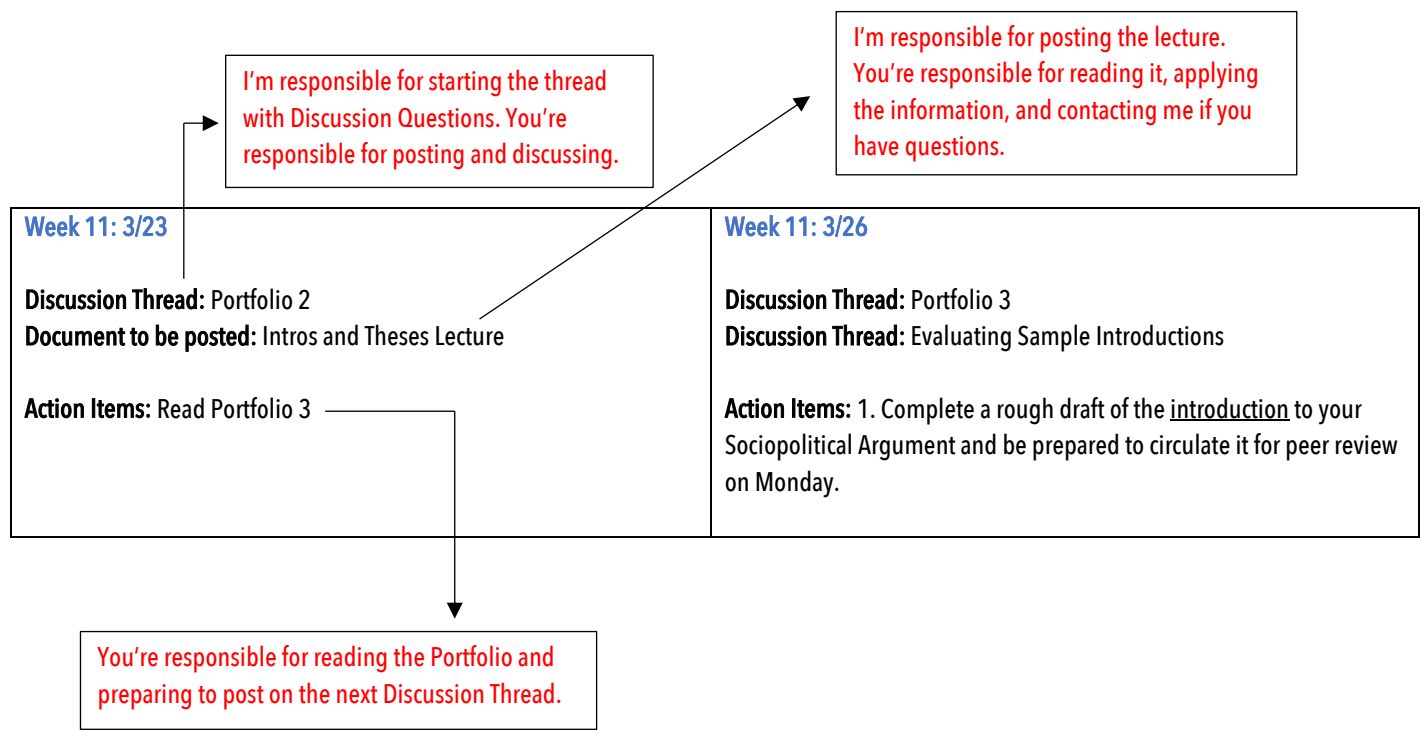 I'm responsible for posting the lecture.
You're responsible for reading it, applying
the information, and contacting me if you
have questions.
I'm responsible for starting the thread
with Discussion Questions. You're
responsible for posting and discussing.
Week 11: 3/23
Discussion Thread: Portfolio 2
Document to be posted: Intros and Theses Lecture
Action Items: Read Portfolio 3
Week 11: 3/26
Discussion Thread: Portfolio 3
Discussion Thread: Evaluating Sample Introductions
Action Items: 1. Complete a rough draft of the introduction to your
Sociopolitical Argument and be prepared to circulate it for peer review
on Monday.
You're responsible for reading the Portfolio and
preparing to post on the next Discussion Thread.